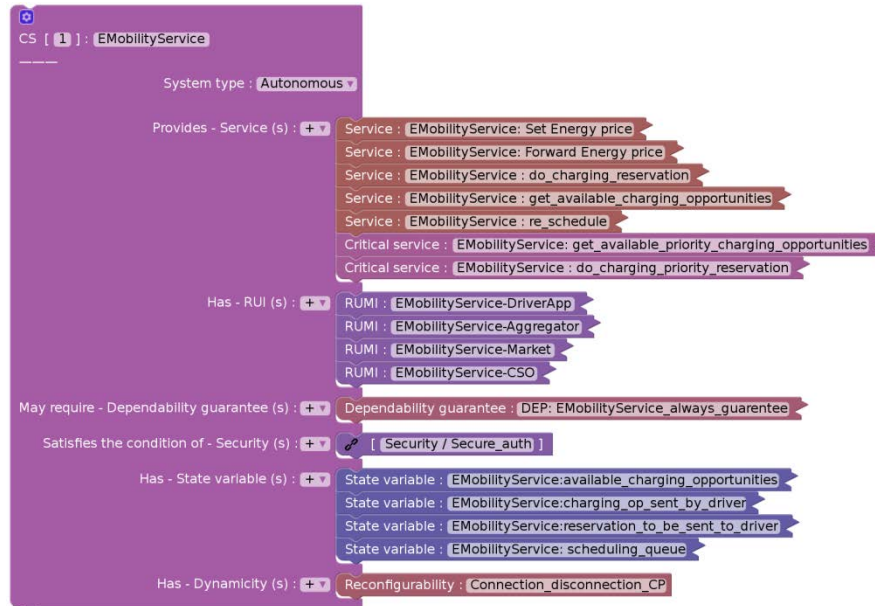 CS [ 1 ] : EMobilityService
System type : Autonomous
Provides - Service (s) : + Service : EMobilityService: Set Energy price
Service : EMobilityService: Forward Energy price
Service : EMobilityService : do_charging_reservation
Service : EMobilityService : get_available_charging_opportunities
Service : EMobilityService : re_schedule
Critical service : EMobilityService: get_available_priority_charging_opportunities
Critical service : EMobilityService : do_charging_priority_reservation
Has - RUI (s) : + RUMI : EMobilityService-DriverApp
RUMI : EMobilityService-Aggregator
RUMI : EMobilityService-Market
RUMI : EMobilityService-CSO
May require - Dependability guarantee (s) : + Dependability guarantee : DEP: EMobilityService_always_guarentee
Satisfies the condition of - Security (s) : + [ Security / Secure_auth ]
Has - State variable (s) : + State variable : EMobilityService:available_charging_opportunities
State variable : EMobilityService:charging_op_sent_by_driver
State variable : EMobilityService:reservation_to_be_sent_to_driver
State variable : EMobilityService: scheduling_queue
Has - Dynamicity (s) : + Reconfigurability : Connection_disconnection_CP